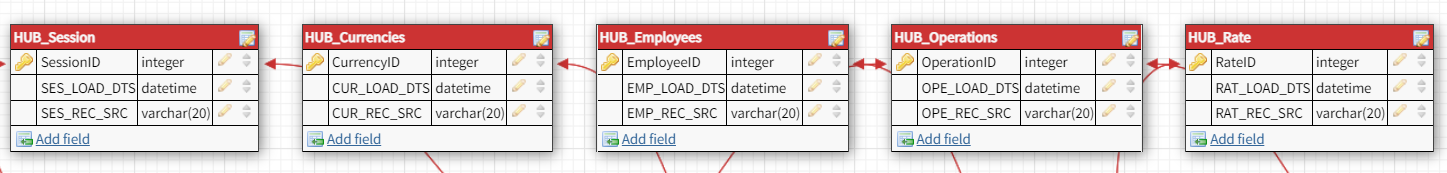 HUB_Session
SessionID integer
SES_LOAD_DTS datetime
SES_REC_SRC varchar(20)
Add field
HUB_Currencies
CurrencyID integer
CUR_LOAD_DTS datetime
CUR_REC_SRC varchar(20)
Add field
HUB_Employees
EmployeeID integer
EMP_LOAD_DTS datetime
EMP_REC_SRC varchar(20)
Add field
HUB_Operations
OperationID integer
OPE_LOAD_DTS datetime
OPE_REC_SRC varchar(20)
Add field
HUB_Rate
RateID integer
RAT_LOAD_DTS datetime
RAT_REC_SRC varchar(20)
Add field